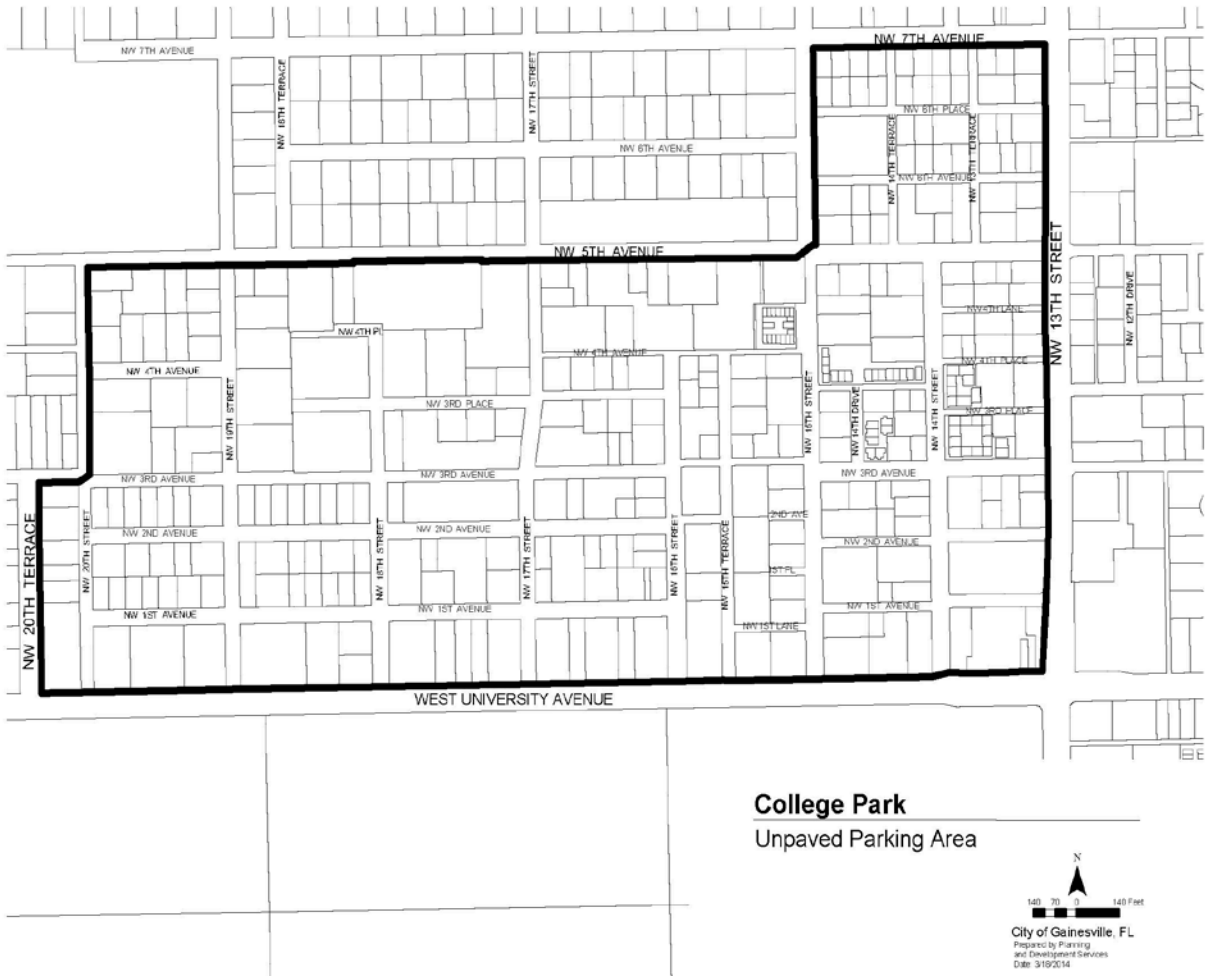 NW 7TH AVENUE
NW 7TH AVENUE
NW 18TH TERRACE
NW 17TH STREET
NW 6TH PLACE
NW 14TH TERRACE
NW 13TH TERRACE
NW 6TH AVENUE
NW 6TH AVENUE
NW 5TH AVENUE
NW 13TH STREET
NW 12TH DRIVE
NW 4TH LANE
NW 4TH PL
NW 4TH AVENUE
NW 4TH PLACE
NW 4TH AVENUE
NW 19TH STREET
NW 15TH STREET
NW 14TH DRIVE
NW 14TH STREET
NW 3RD PLACE
NW 3RD PLACE
NW 3RD AVENUE
NW 3RD AVENUE
NW 3RD AVENUE
NW 20TH TERRACE
NW 20TH STREET
NW 18TH STREET
NW 17TH STREET
NW 16TH STREET
NW 15TH TERRACE
2ND AVE
NW 2ND AVENUE
NW 2ND AVENUE
NW 2ND AVENUE
1ST PL
NW 1ST AVENUE
NW 1ST AVENUE
NW 1ST AVENUE
NW 1ST LANE
WEST UNIVERSITY AVENUE
College Park
Unpaved Parking Area
N
140 70 0 140 Feet
City of Gainesville, FL
Prepared by Planning
and Development Services
Date: 3/18/2014